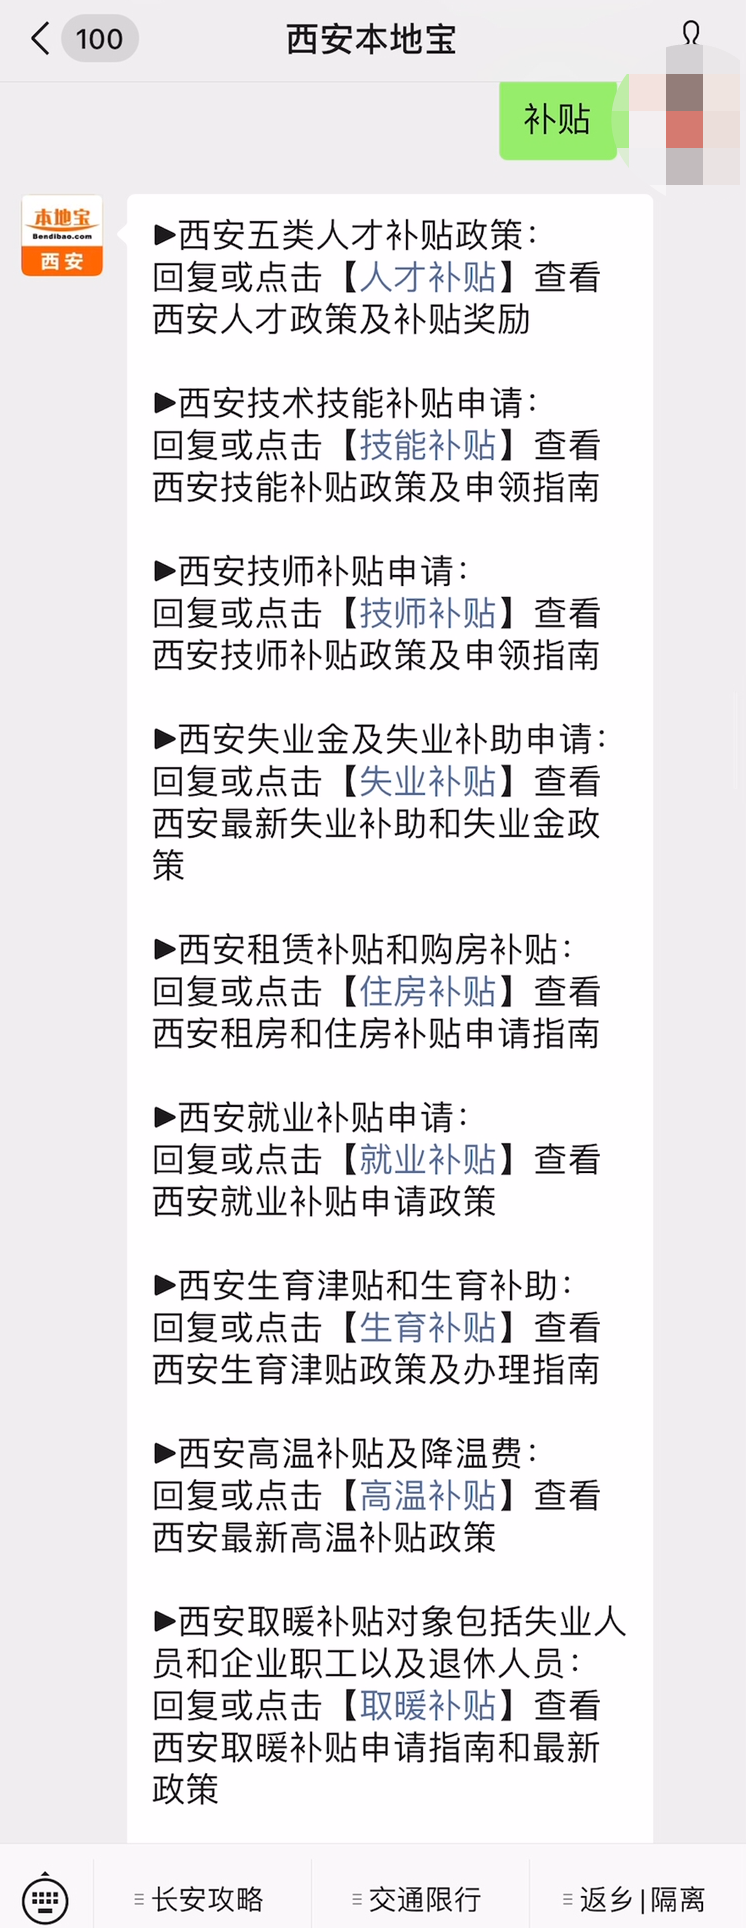 100
西安本地宝
补贴
本地宝
Bendibao.com
西安
▶西安五类人才补贴政策：
回复或点击【人才补贴】查看
西安人才政策及补贴奖励
▶西安技术技能补贴申请：
回复或点击【技能补贴】查看
西安技能补贴政策及申领指南
▶西安技师补贴申请：
回复或点击【技师补贴】查看
西安技师补贴政策及申领指南
▶西安失业金及失业补助申请：
回复或点击【失业补贴】查看
西安最新失业补助和失业金政
策
▶西安租赁补贴和购房补贴：
回复或点击【住房补贴】查看
西安租房和住房补贴申请指南
▶西安就业补贴申请：
回复或点击【就业补贴】查看
西安就业补贴申请政策
▶西安生育津贴和生育补助：
回复或点击【生育补贴】查看
西安生育津贴政策及办理指南
▶西安高温补贴及降温费：
回复或点击【高温补贴】查看
西安最新高温补贴政策
▶西安取暖补贴对象包括失业人
员和企业职工以及退休人员：
回复或点击【取暖补贴】查看
西安取暖补贴申请指南和最新
政策
长安攻略
交通限行
返乡|隔离